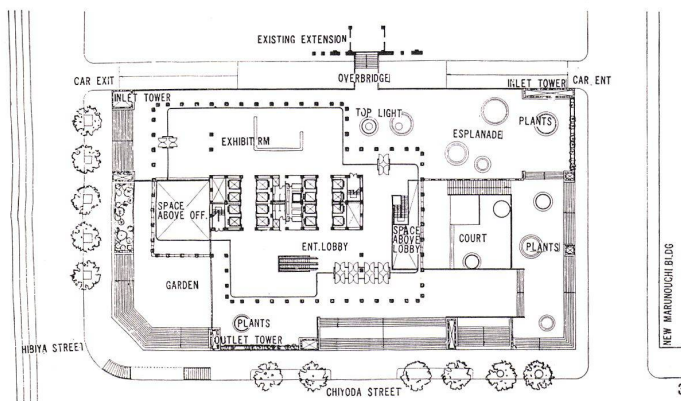 EXISTING EXTENSION
CAR EXIT
OVERBRIDGE
INLET TOWER
CAR ENT
INLET TOWER
TOP LIGHT
PLANTS
EXHIBIT RM
ESPLANADE
SPACE
ABOVE OFF.
SPACE
ABOVE
LOBBY
COURT
ENT. LOBBY
PLANTS
GARDEN
PLANTS
OUTLET TOWER
HIBIYA STREET
CHIYODA STREET
NEW MARUNOUCHI BLDG
3